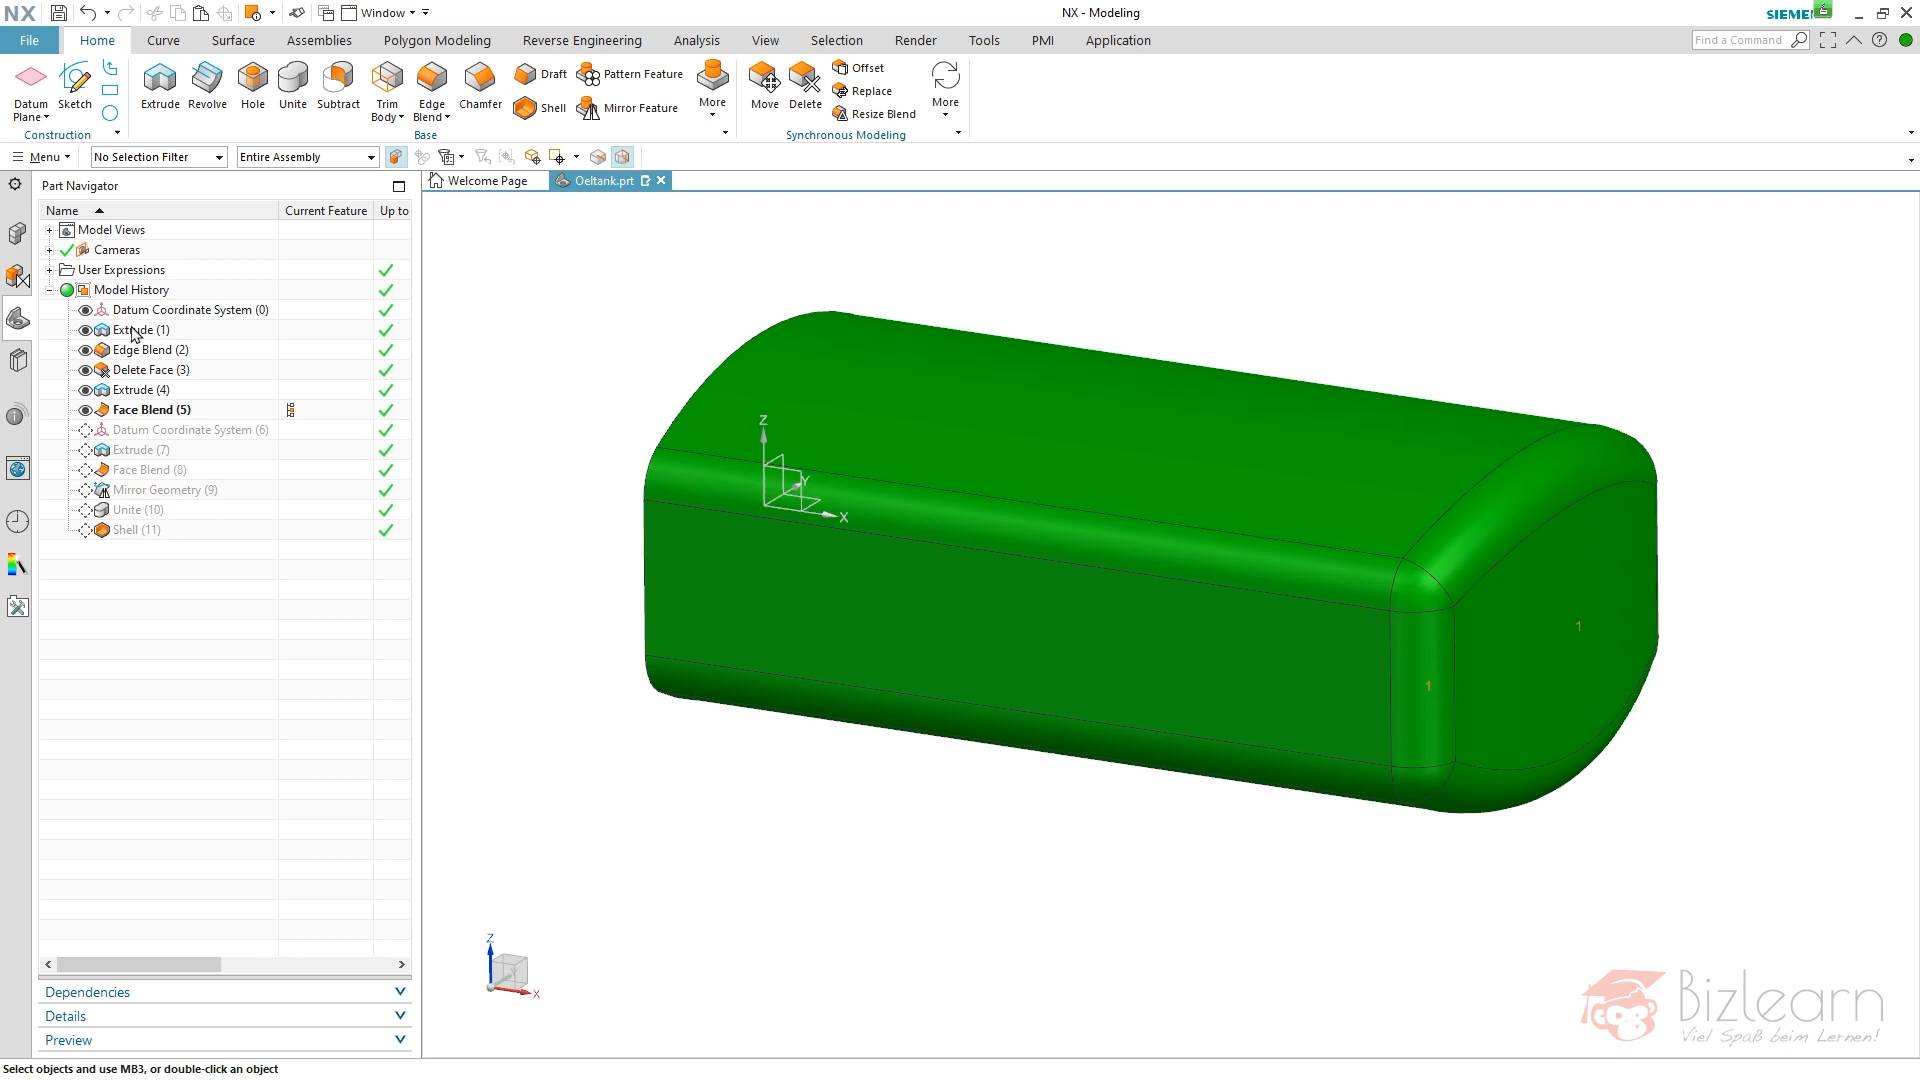 NX
Window
NX - Modeling
SIEME
File
Home
Curve
Surface
Assemblies
Polygon Modeling
Reverse Engineering
Analysis
View
Selection
Render
Tools
PMI
Application
Find a Command
Datum
Plane
Sketch
Extrude
Revolve
Hole
Unite
Subtract
Trim
Body
Edge
Blend
Chamfer
Draft
Shell
Pattern Feature
Mirror Feature
More
Move
Delete
Offset
Replace
Resize Blend
More
Construction
Base
Synchronous Modeling
Menu
No Selection Filter
Entire Assembly
Part Navigator
Welcome Page
Oeltank.prt
Name
Current Feature
Up to
Model Views
Cameras
User Expressions
Model History
Datum Coordinate System (0)
Extrude (1)
Edge Blend (2)
Delete Face (3)
Extrude (4)
Face Blend (5)
Datum Coordinate System (6)
Extrude (7)
Face Blend (8)
Mirror Geometry (9)
Unite (10)
Shell (11)
Z
Y
X
1
1
Z
Y
X
Dependencies
Details
Preview
Bizlearn
Viel Spaß beim Lernen!
Select objects and use MB3, or double-click an object